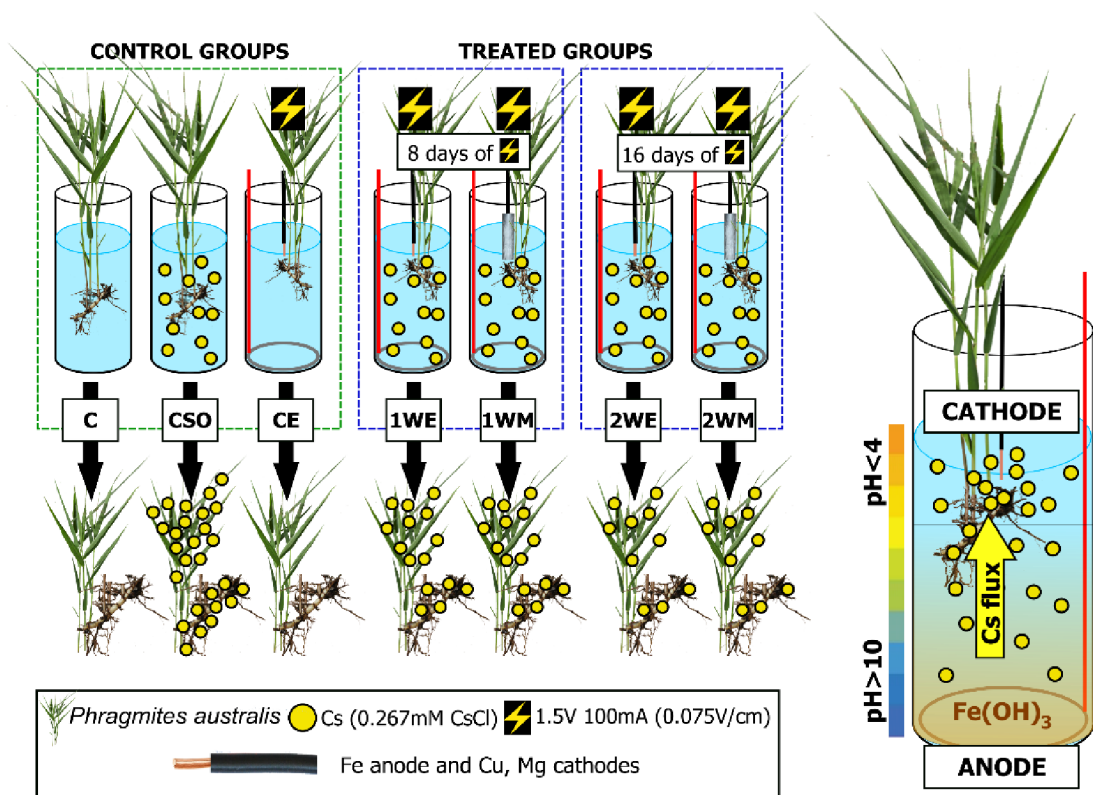 CONTROL GROUPS
TREATED GROUPS
8 days of
16 days of
C
CSO
CE
1WE
1WM
2WE
2WM
Phragmites australis
Cs (0.267mM CsCl)
1.5V 100mA (0.075V/cm)
Fe anode and Cu, Mg cathodes
CATHODE
pH<4
Cs flux
pH>10
Fe(OH)3
ANODE